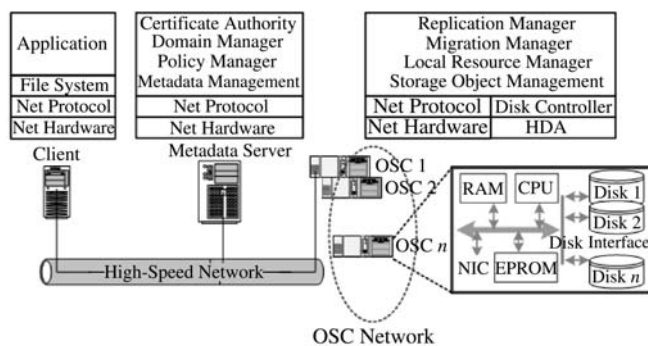 Application
File System
Net Protocol
Net Hardware
Client
Certificate Authority
Domain Manager
Policy Manager
Metadata Management
Net Protocol
Net Hardware
Metadata Server
Replication Manager
Migration Manager
Local Resource Manager
Storage Object Management
Net Protocol
Disk Controller
Net Hardware
HDA
OSC 1
OSC 2
OSC n
High-Speed Network
OSC Network
RAM
CPU
NIC
EPROM
Disk 1
Disk 2
Disk Interface
Disk n